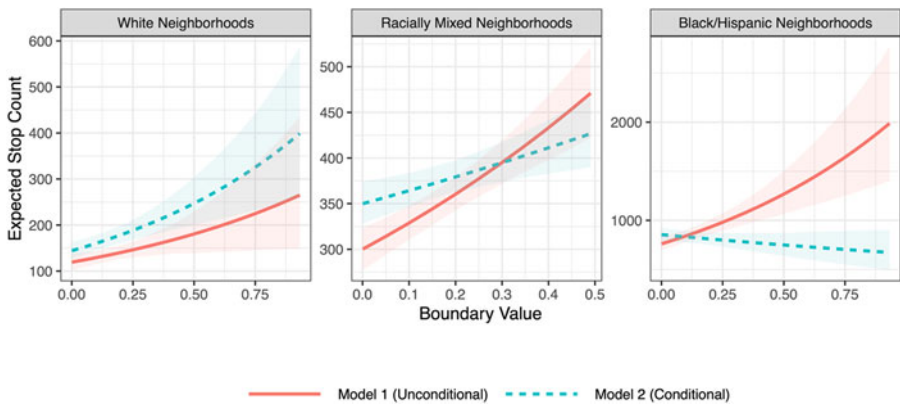 White Neighborhoods
Racially Mixed Neighborhoods
Black/Hispanic Neighborhoods
Expected Stop Count
600
500
400
300
200
100
500
450
400
350
300
2000
1000
0.00 0.25 0.50 0.75
0.0 0.1 0.2 0.3 0.4 0.5
0.00 0.25 0.50 0.75
Boundary Value
Model 1 (Unconditional) Model 2 (Conditional)